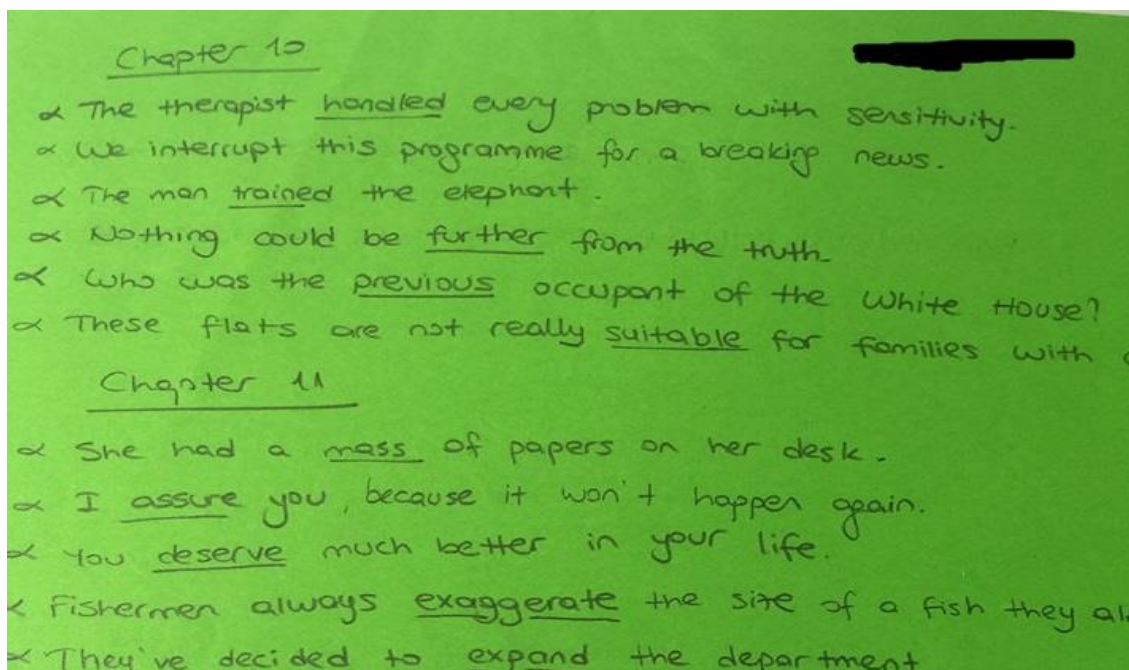 Chapter 10
∝ The therapist handled every problem with sensitivity.
∝ We interrupt this programme for a breaking news.
∝ The man trained the elephant.
∝ Nothing could be further from the truth.
∝ Who was the previous occupant of the White House?
∝ These flats are not really suitable for families with
Chapter 11
∝ She had a mass of papers on her desk.
∝ I assure you, because it won't happen again.
∝ You deserve much better in your life.
∝ Fishermen always exaggerate the size of a fish they
∝ They've decided to expand the department